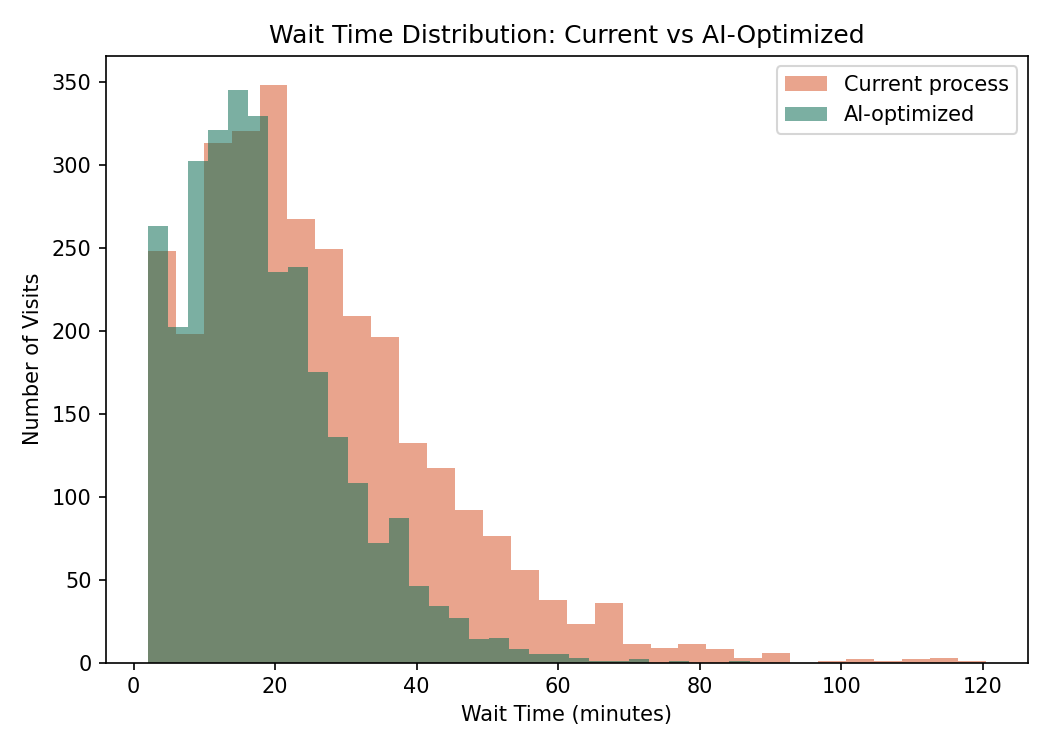 Wait Time Distribution: Current vs AI-Optimized
Current process
AI-optimized
Number of Visits
350
300
250
200
150
100
50
0
0 20 40 60 80 100 120
Wait Time (minutes)